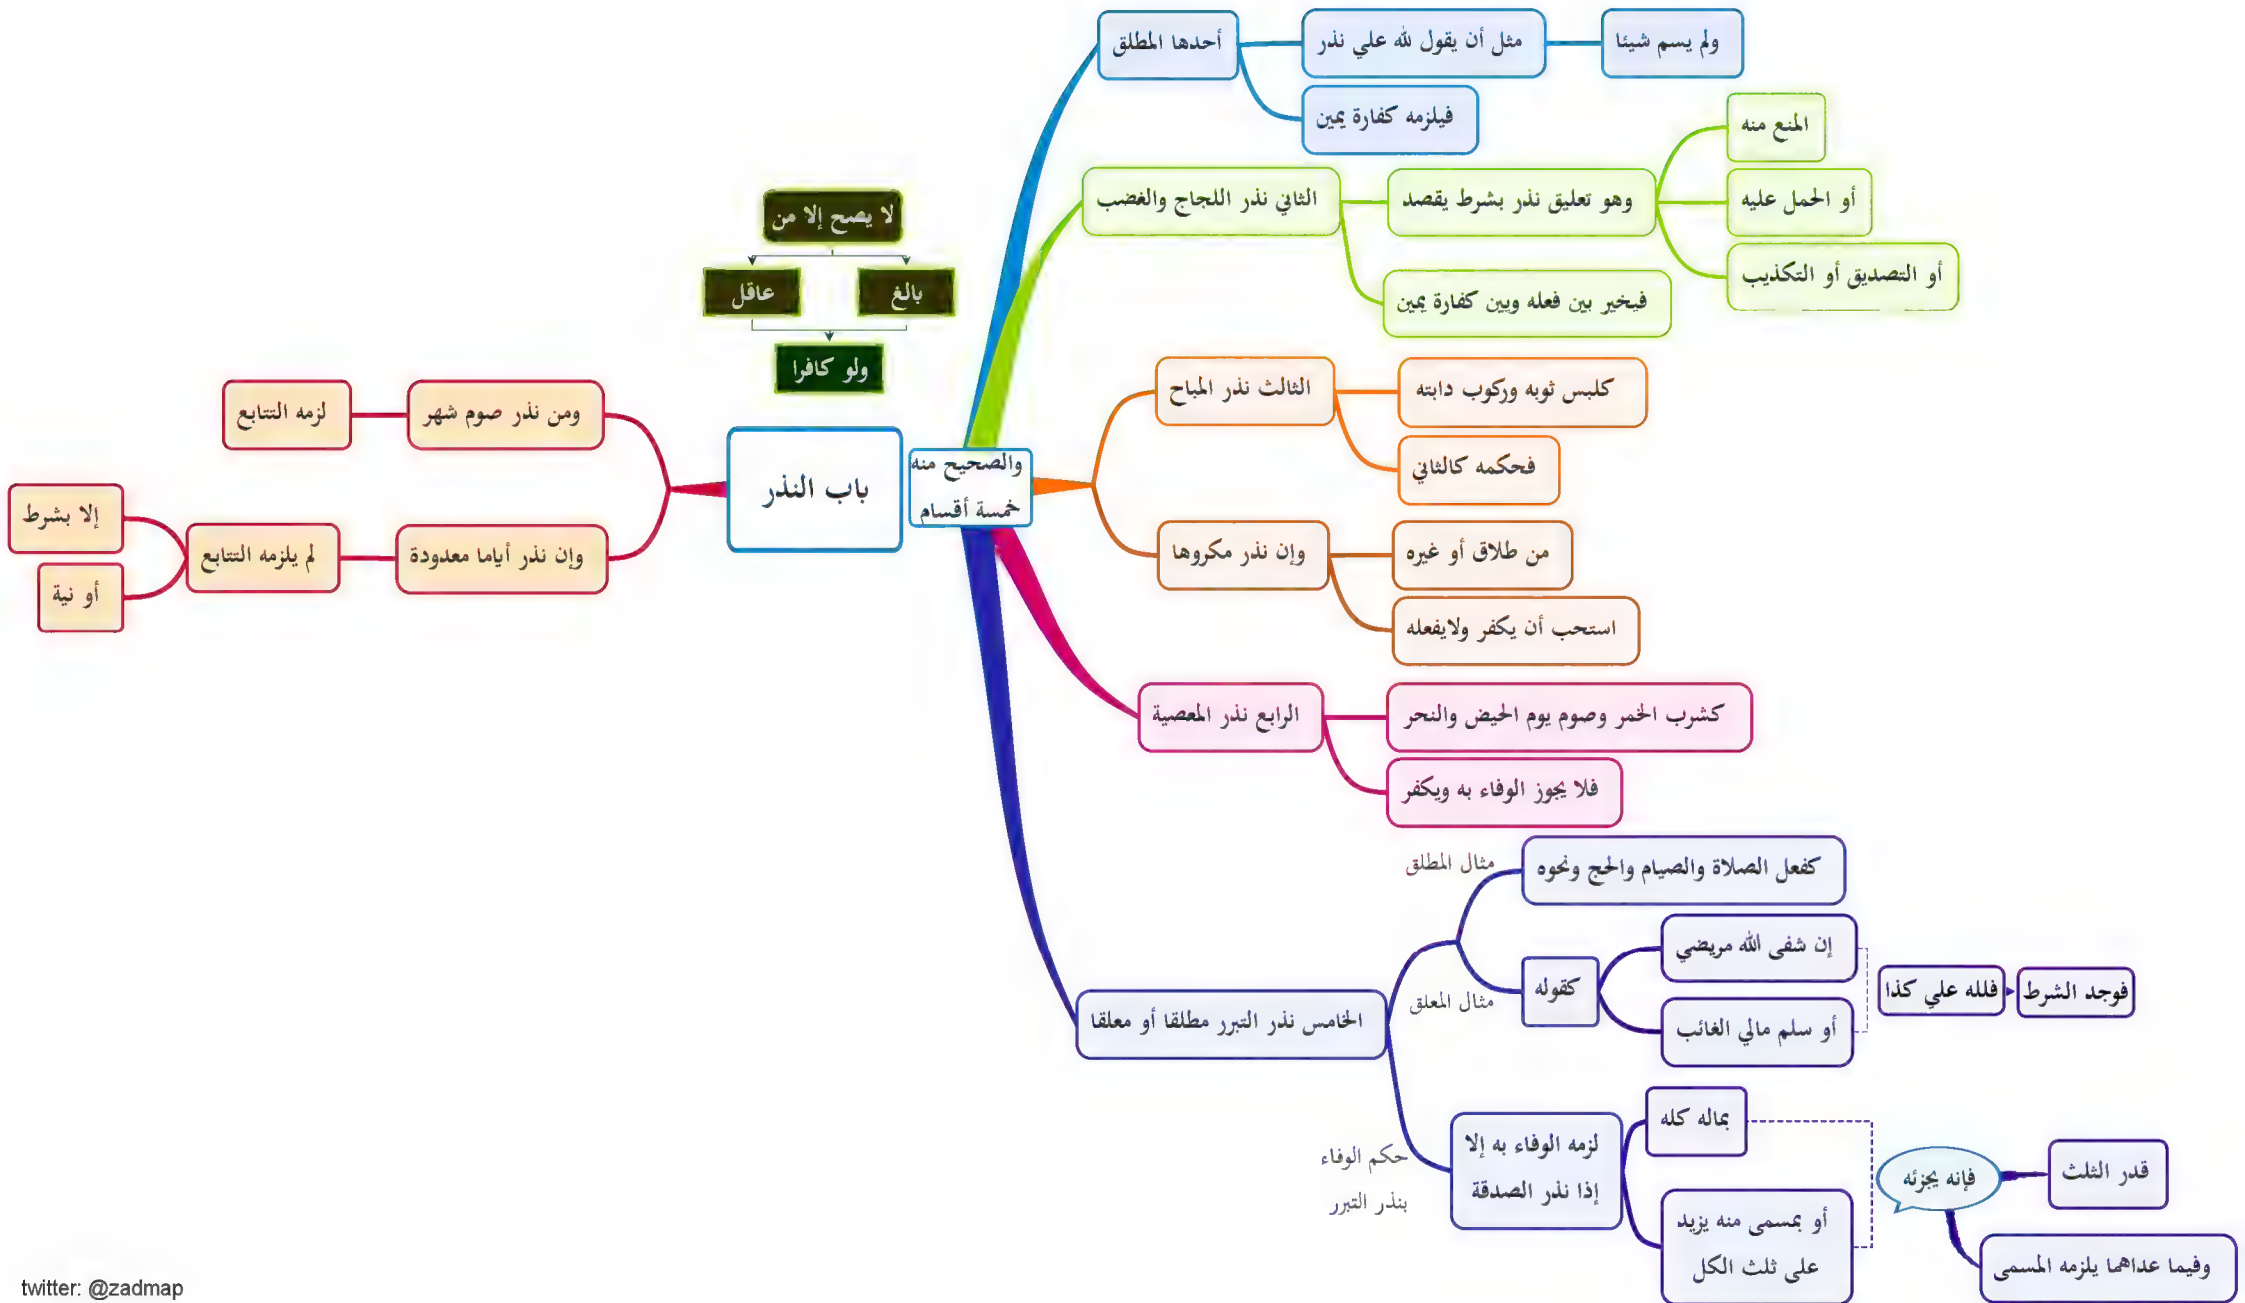 باب النذر
لا يصح إلا من
بالغ
عاقل
ولو كافرا
والصحيح منه
خمسة أقسام
أحدها المطلق
مثل أن يقول لله علي نذر
ولم يسم شيئا
فيلزمه كفارة يمين
الثاني نذر اللجاج والغضب
وهو تعليق نذر بشرط يقصد
المنع منه
أو الحمل عليه
أو التصديق أو التكذيب
فيخير بين فعله وبين كفارة يمين
الثالث نذر المباح
كلبس ثوبه وركوب دابته
فحكمه كالثاني
وإن نذر مكروها
من طلاق أو غيره
استحب أن يكفر ولايفعله
الرابع نذر المعصية
كشرب الخمر وصوم يوم الحيض والنحر
فلا يجوز الوفاء به ويكفر
الخامس نذر التبرر مطلقا أو معلقا
مثال المطلق
كفعل الصلاة والصيام والحج ونحوه
مثال المعلق
كقوله
إن شفى الله مريضي
أو سلم مالي الغائب
فلله علي كذا
فوجد الشرط
حكم الوفاء
بنذر التبرر
لزمه الوفاء به إلا
إذا نذر الصدقة
بماله كله
أو بمسمى منه يزيد
على ثلث الكل
فإنه يجزئه
قدر الثلث
وفيما عداهما يلزمه المسمى
ومن نذر صوم شهر
لزمه التتابع
وإن نذر أياما معدودة
لم يلزمه التتابع
إلا بشرط
أو نية
twitter: @zadmap